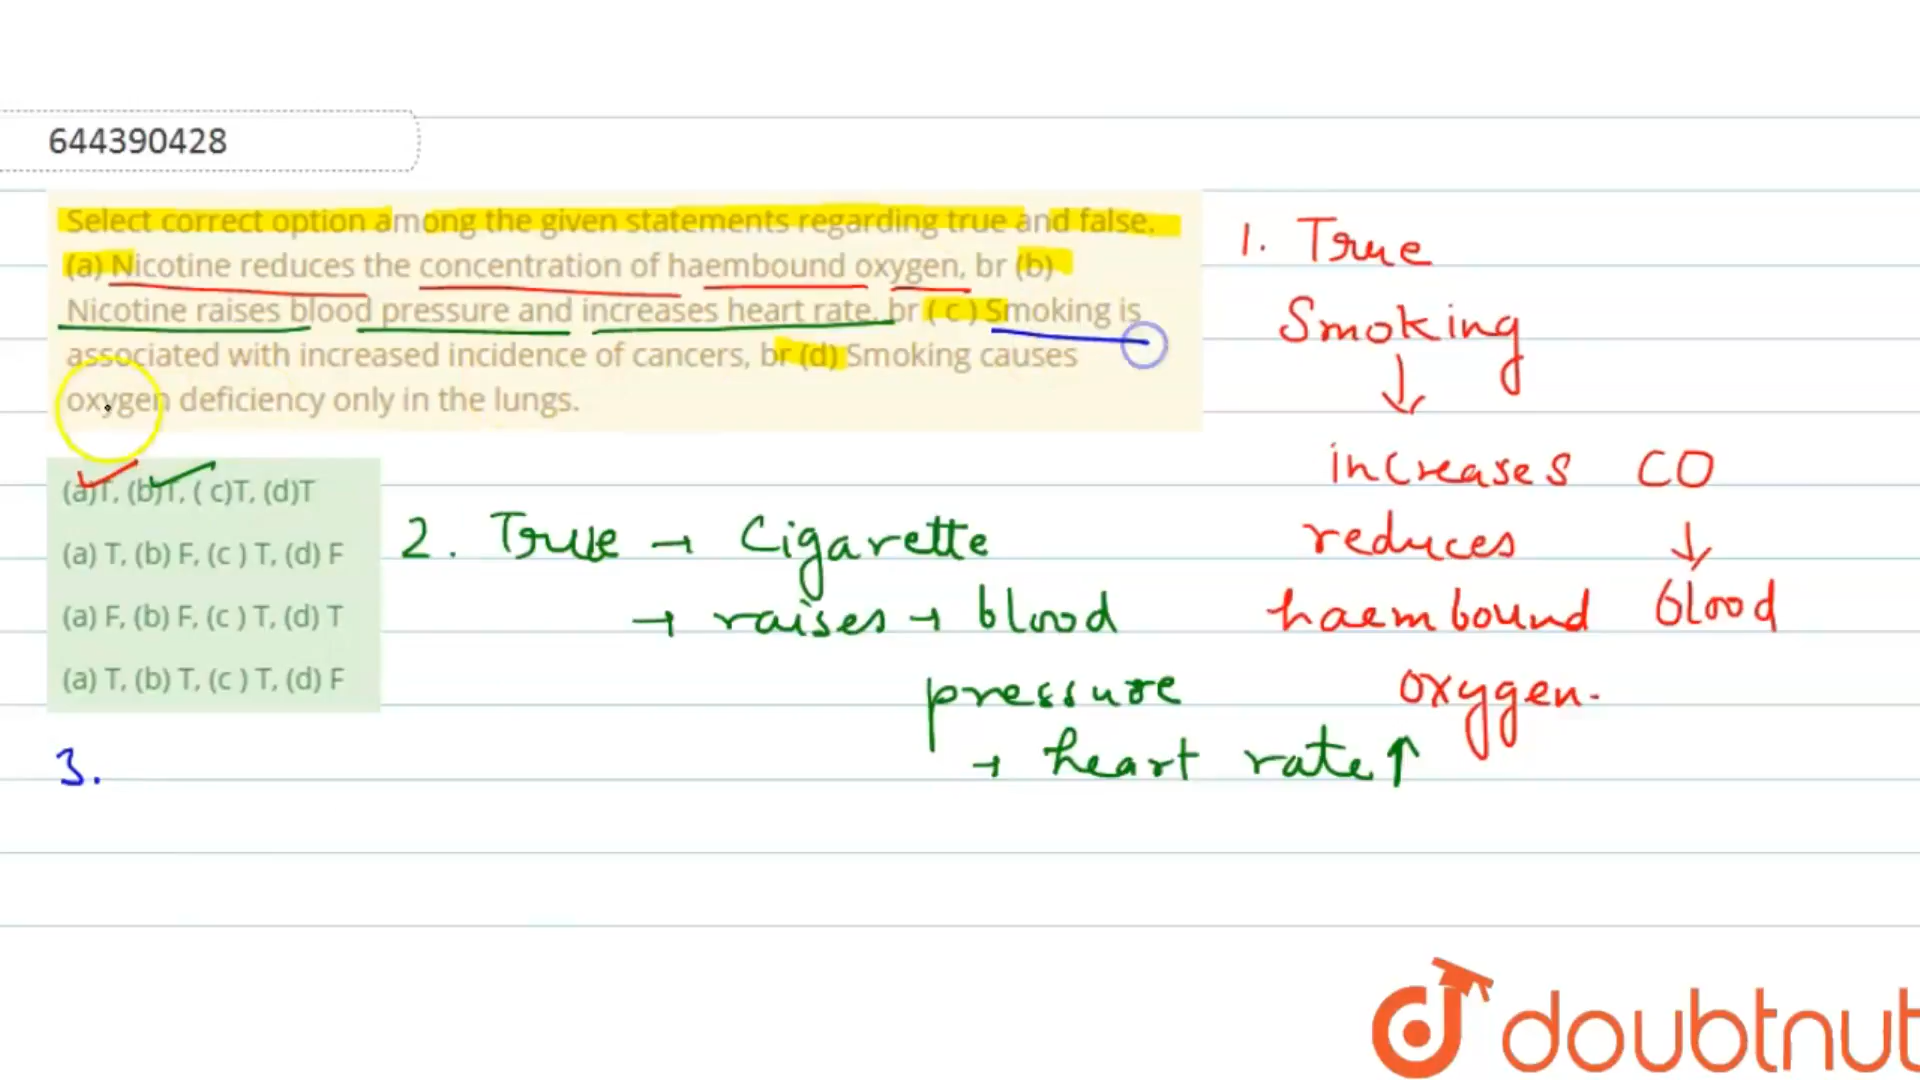 644390428
Select correct option among the given statements regarding true and false.
(a) Nicotine reduces the concentration of haembound oxygen, br (b)
Nicotine raises blood pressure and increases heart rate. br ( c ) Smoking is
associated with increased incidence of cancers, br (d) Smoking causes
oxygen deficiency only in the lungs.
(a)T, (b)T, ( c)T, (d)T
(a) T, (b) F, (c ) T, (d) F
(a) F, (b) F, (c ) T, (d) T
(a) T, (b) T, (c ) T, (d) F
1. True
Smoking
↓
increases CO
reduces ↓
haembound blood
oxygen.
2. True → Cigarette
→ raises → blood
pressure
→ heart rate ↑
3.
doubtnut